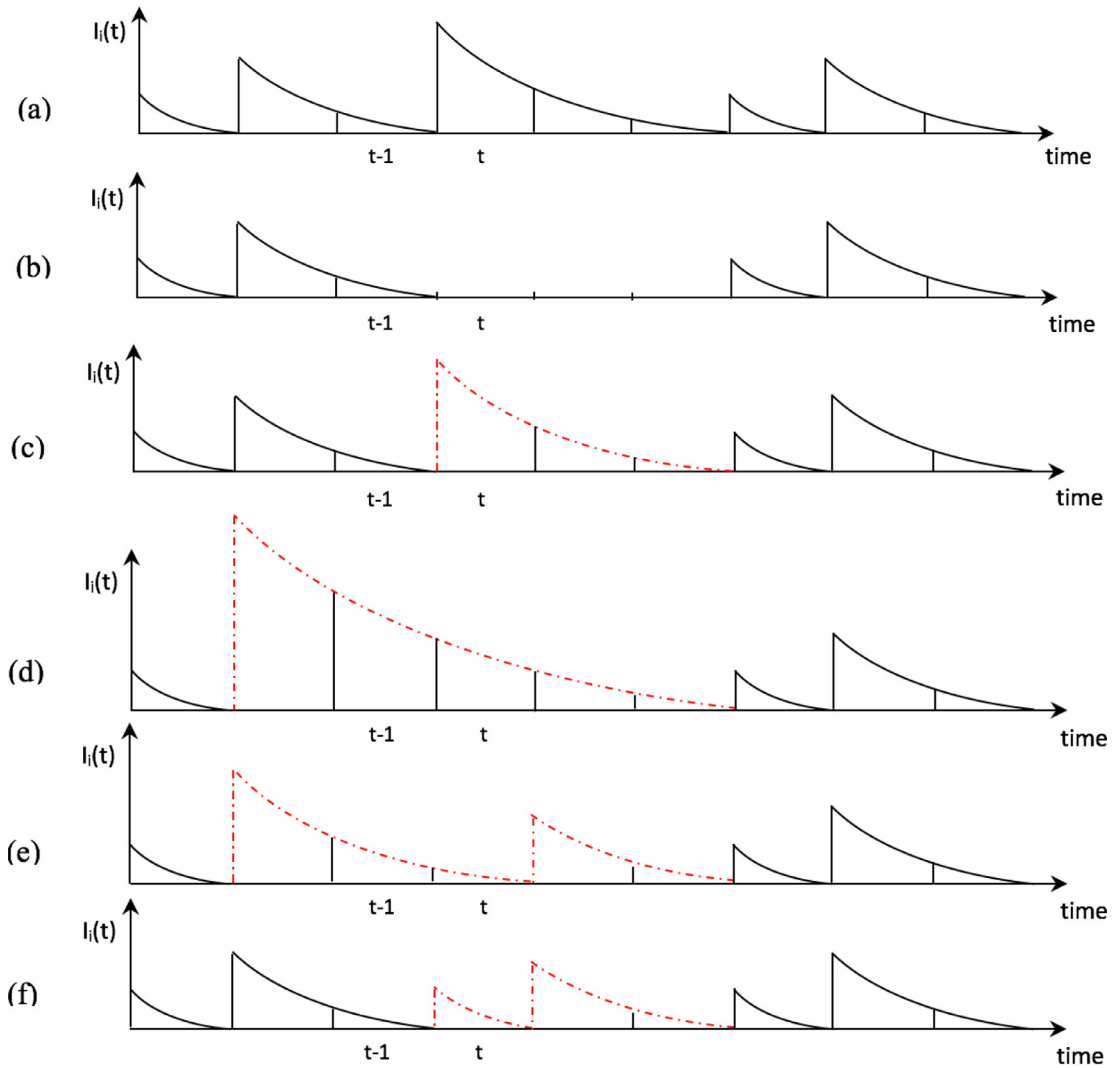 Iᵢ(t)
(a)
t-1 t time
Iᵢ(t)
(b)
t-1 t time
Iᵢ(t)
(c)
t-1 t time
Iᵢ(t)
(d)
t-1 t time
Iᵢ(t)
(e)
t-1 t time
Iᵢ(t)
(f)
t-1 t time